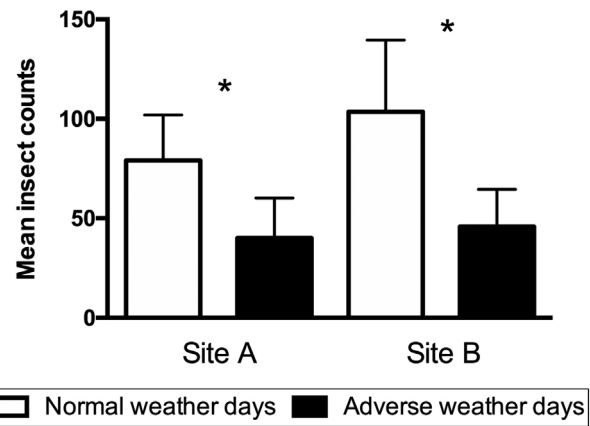 150
100
50
0
Mean insect counts
*
*
Site A
Site B
Normal weather days
Adverse weather days